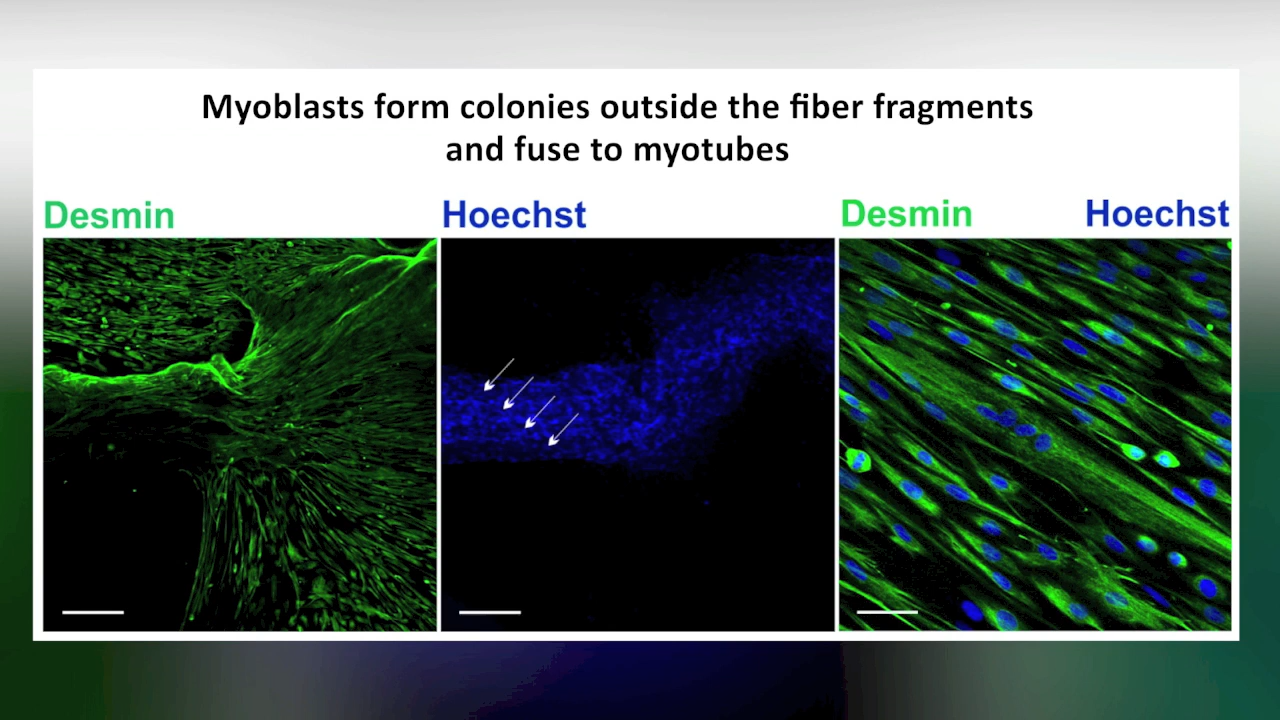 Myoblasts form colonies outside the fiber fragments
and fuse to myotubes
Desmin
Hoechst
Desmin Hoechst